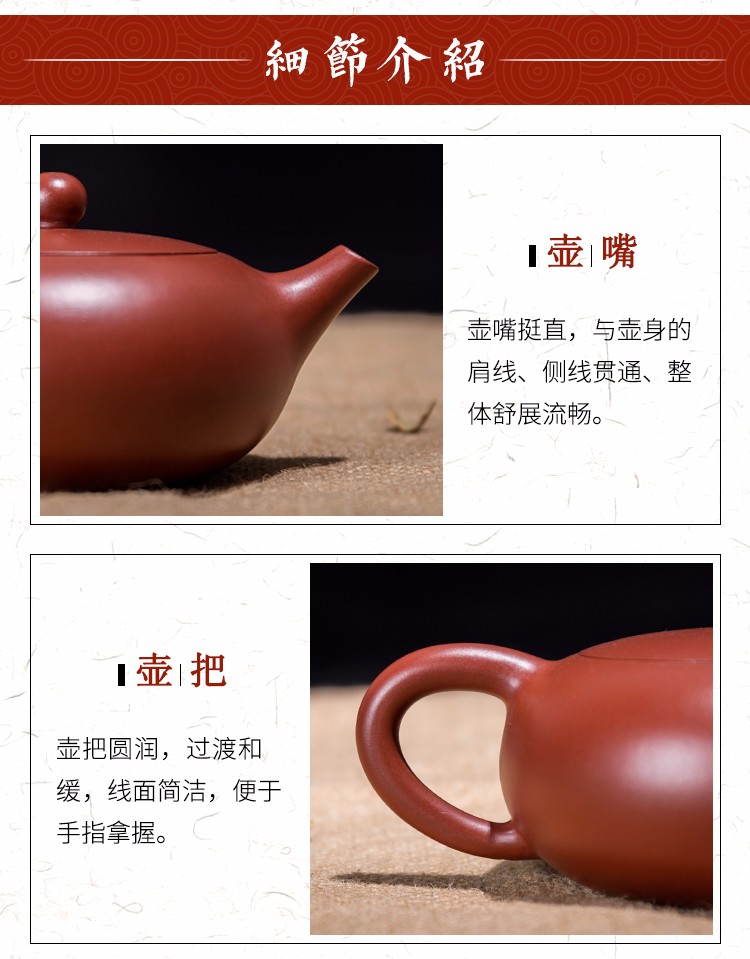 細節介紹
壶嘴
壶嘴挺直，与壶身的
肩线、侧线贯通、整
体舒展流畅。
壶把
壶把圆润，过渡和
缓，线面简洁，便于
手指拿握。